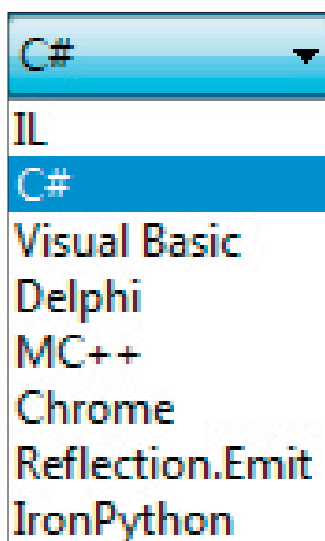 C#
IL
C#
Visual Basic
Delphi
MC++
Chrome
Reflection.Emit
IronPython